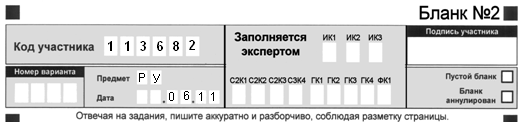 Бланк №2
Код участника 1 1 3 6 8 2
Заполняется экспертом
ИК1 ИК2 ИК3
Подпись участника
Номер варианта
Предмет РУ
Дата . 0 6 . 1 1
С2К1 С2К2 С2К3 С3К4 ГК1 ГК2 ГК3 ГК4 ФК1
Пустой бланк
Бланк аннулирован
Отвечая на задания, пишите аккуратно и разборчиво, соблюдая разметку страницы.